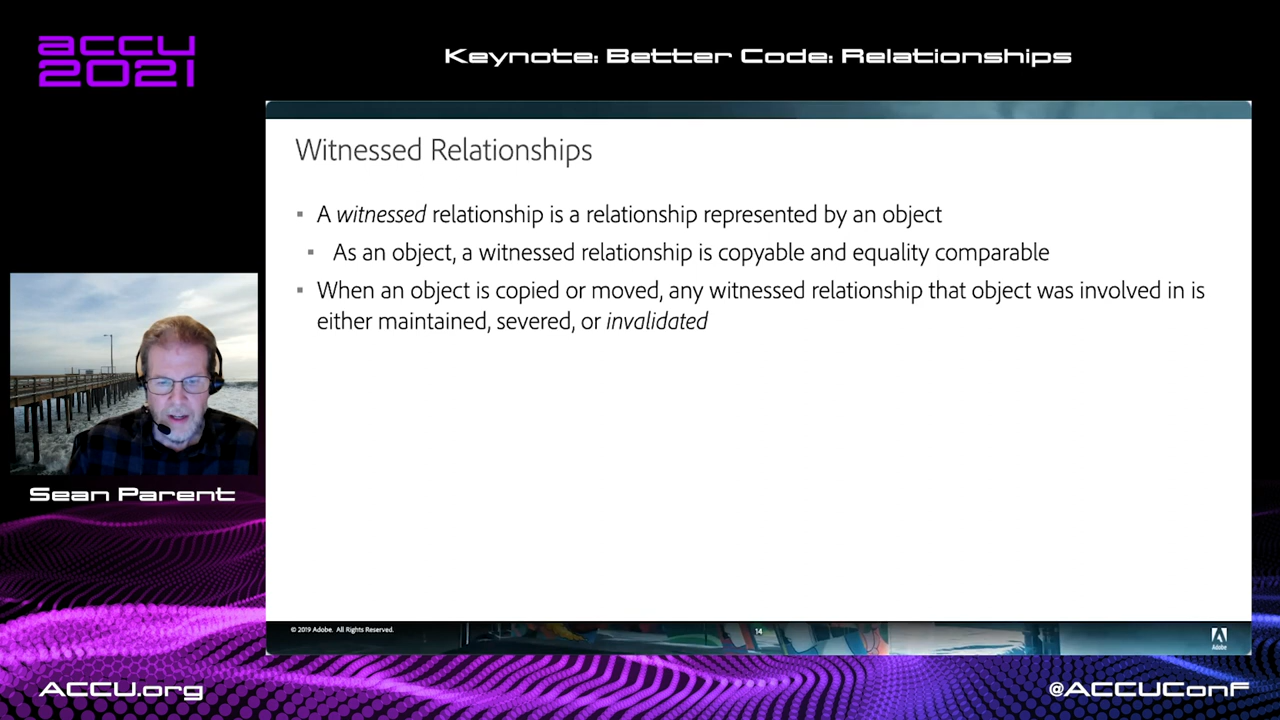 accu
2021
Keynote: Better Code: Relationships
Witnessed Relationships
▪ A witnessed relationship is a relationship represented by an object
▪ As an object, a witnessed relationship is copyable and equality comparable
▪ When an object is copied or moved, any witnessed relationship that object was involved in is
either maintained, severed, or invalidated
Sean Parent
© 2019 Adobe. All Rights Reserved.
14
Adobe
ACCU.org
@ACCUConf